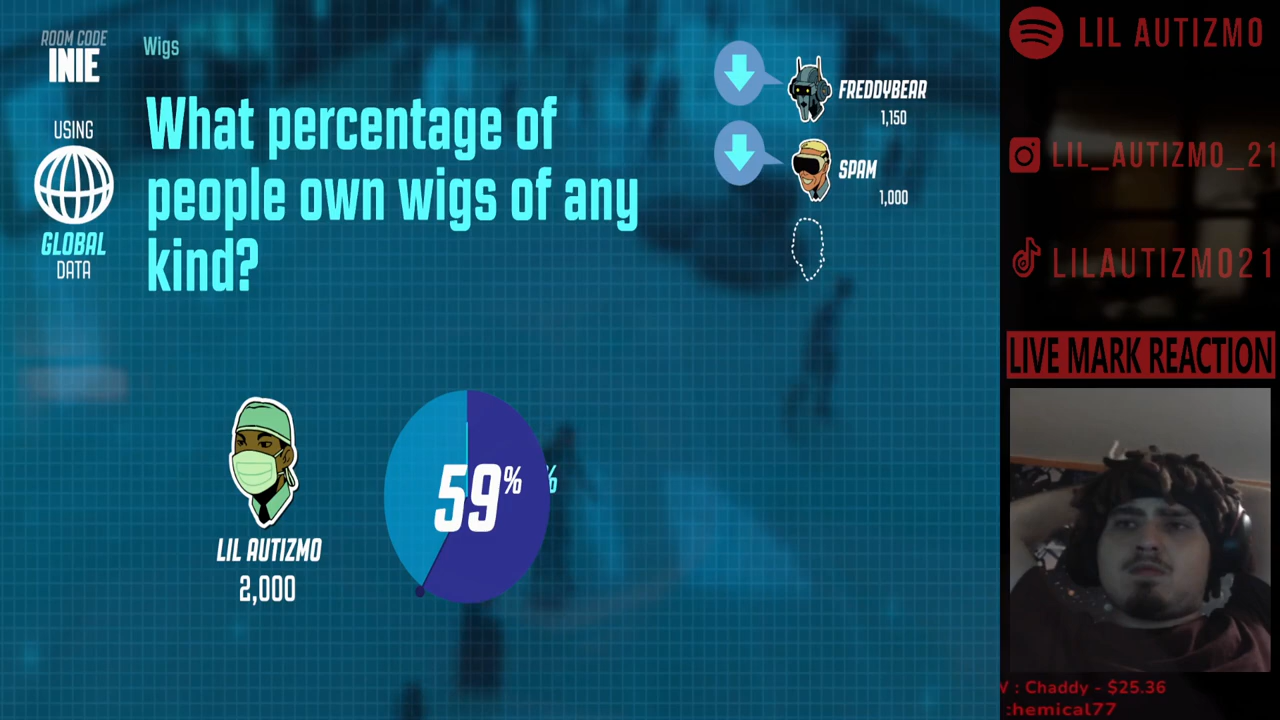 ROOM CODE
INIE
Wigs
USING
GLOBAL
DATA
What percentage of
people own wigs of any
kind?
FREDDYBEAR
1,150
SPAM
1,000
LIL AUTIZMO
2,000
59%
%
LIL AUTIZMO
LIL_AUTIZMO_21
LILAUTIZMO21
LIVE MARK REACTION
: Chaddy - $25.36
chemical77